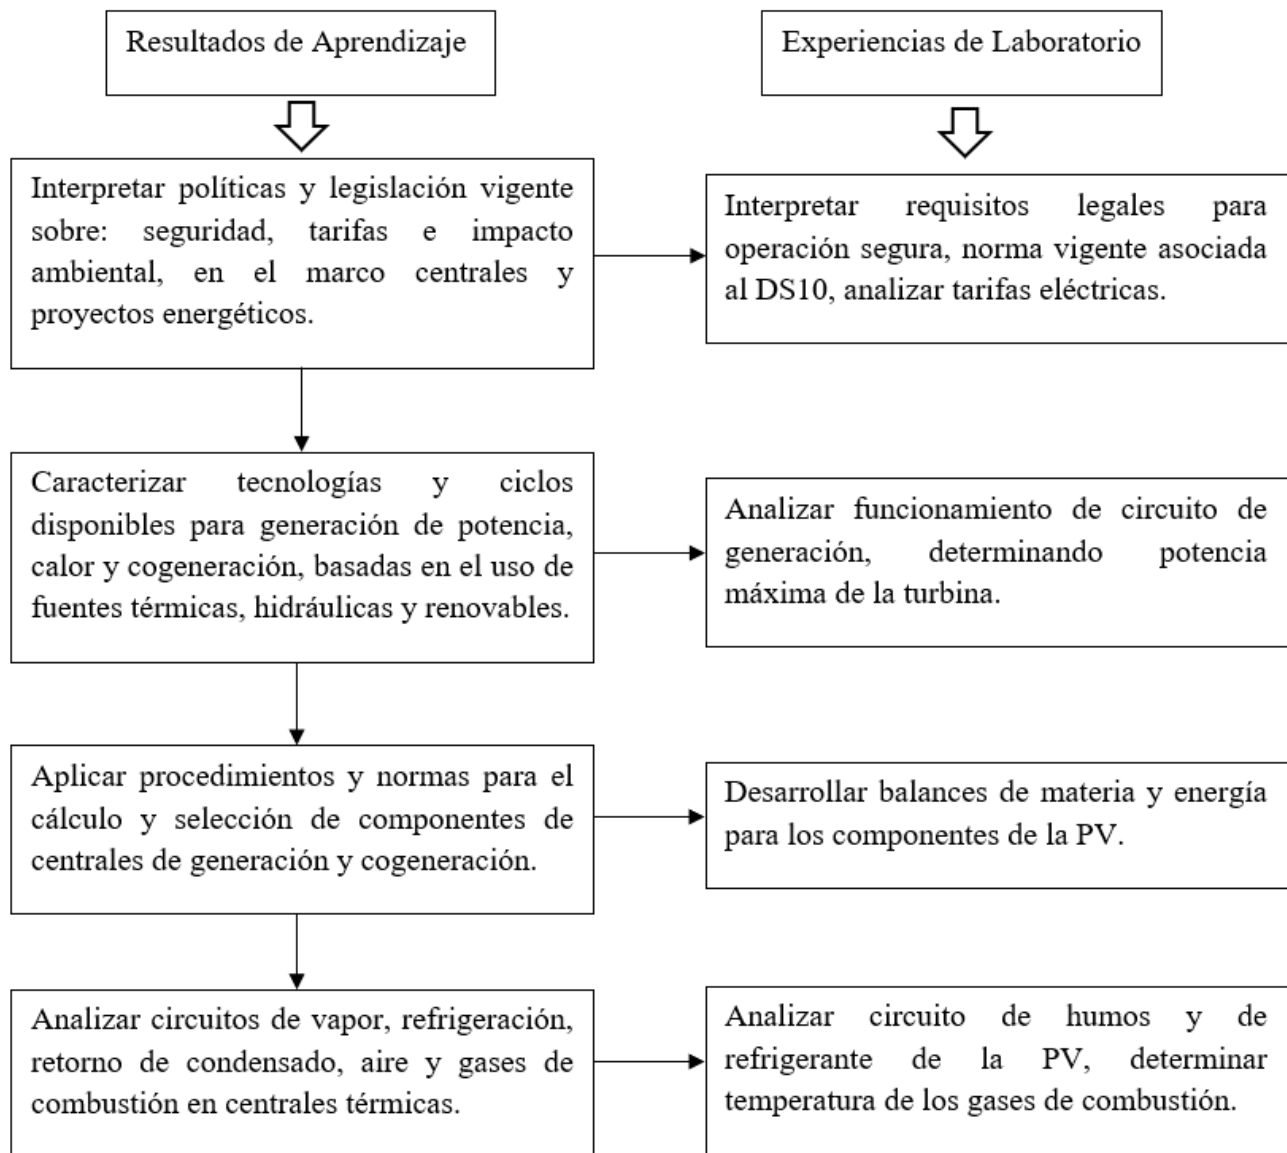 Resultados de Aprendizaje
Experiencias de Laboratorio
Interpretar políticas y legislación vigente
sobre: seguridad, tarifas e impacto
ambiental, en el marco centrales y
proyectos energéticos.
Interpretar requisitos legales para
operación segura, norma vigente asociada
al DS10, analizar tarifas eléctricas.
Caracterizar tecnologías y ciclos
disponibles para generación de potencia,
calor y cogeneración, basadas en el uso de
fuentes térmicas, hidráulicas y renovables.
Analizar funcionamiento de circuito de
generación, determinando potencia
máxima de la turbina.
Aplicar procedimientos y normas para el
cálculo y selección de componentes de
centrales de generación y cogeneración.
Desarrollar balances de materia y energía
para los componentes de la PV.
Analizar circuitos de vapor, refrigeración,
retorno de condensado, aire y gases de
combustión en centrales térmicas.
Analizar circuito de humos y de
refrigerante de la PV, determinar
temperatura de los gases de combustión.